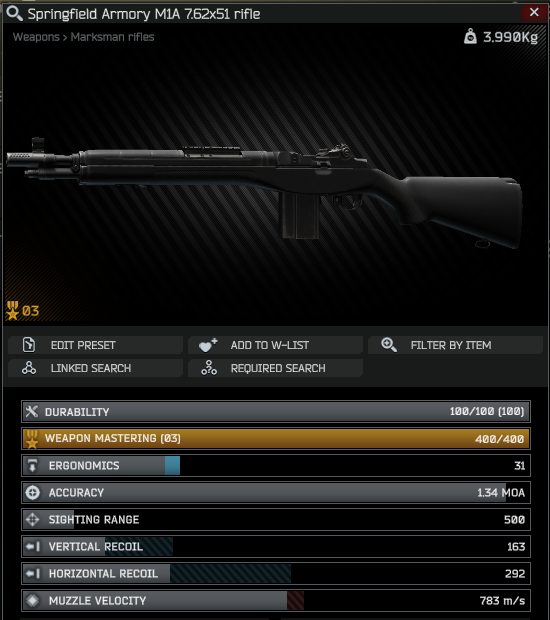 Springfield Armory M1A 7.62x51 rifle
Weapons > Marksman rifles
3.990Kg
03
EDIT PRESET
ADD TO W-LIST
FILTER BY ITEM
LINKED SEARCH
REQUIRED SEARCH
DURABILITY 100/100 (100)
WEAPON MASTERING (03) 400/400
ERGONOMICS 31
ACCURACY 1.34 MOA
SIGHTING RANGE 500
VERTICAL RECOIL 163
HORIZONTAL RECOIL 292
MUZZLE VELOCITY 783 m/s